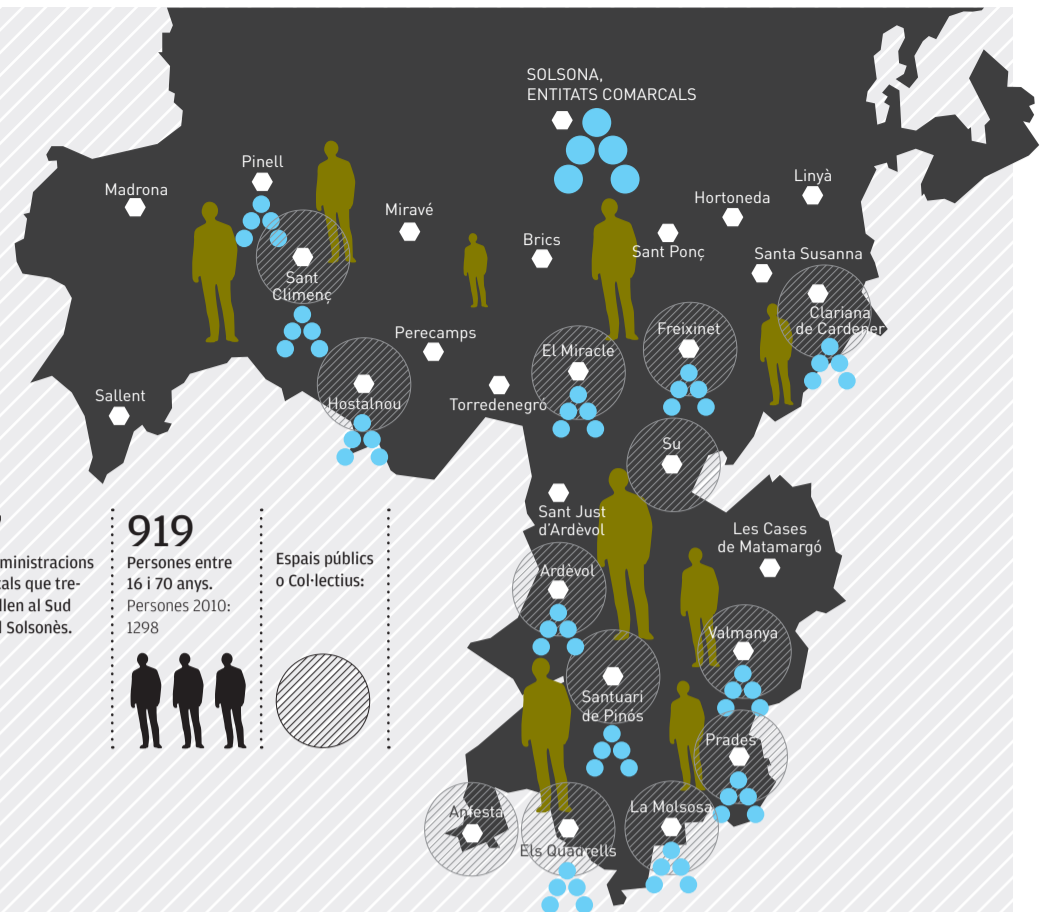 SOLSONA,
ENTITATS COMARCALS
Pinell
Madrona
Miravé
Linyà
Hortoneda
Brics
Sant Ponç
Santa Susanna
Sant
Climenç
Clariana
de Cardener
Perecamps
Freixinet
El Miracle
Sallent
Hostalnou
Torredenegró
Su
Sant Just
d'Ardèvol
Les Cases
de Matamargó
Ardèvol
Valmanya
Santuari
de Pinós
Prades
La Molsosa
Anfesta
Els Quadrells
ministracions
als que tre-
llen al Sud
l Solsonès.
919
Persones entre
16 i 70 anys.
Persones 2010:
1298
Espais públics
o Col·lectius: